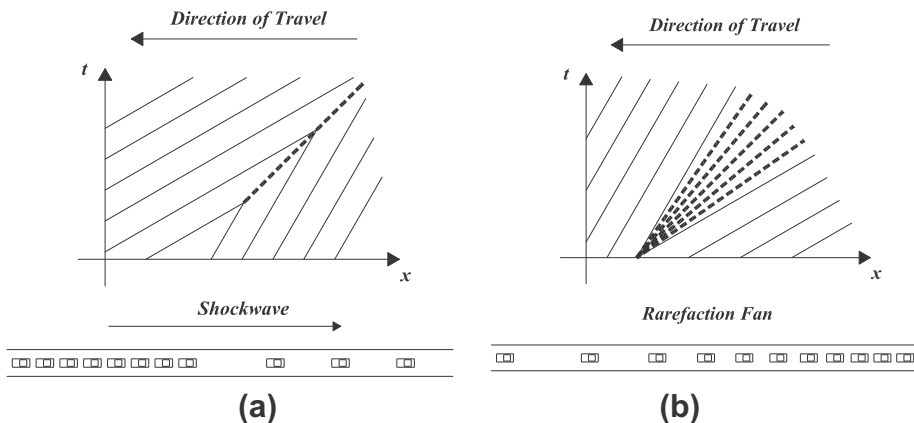 Direction of Travel
t
x
Shockwave
(a)
Direction of Travel
t
x
Rarefaction Fan
(b)